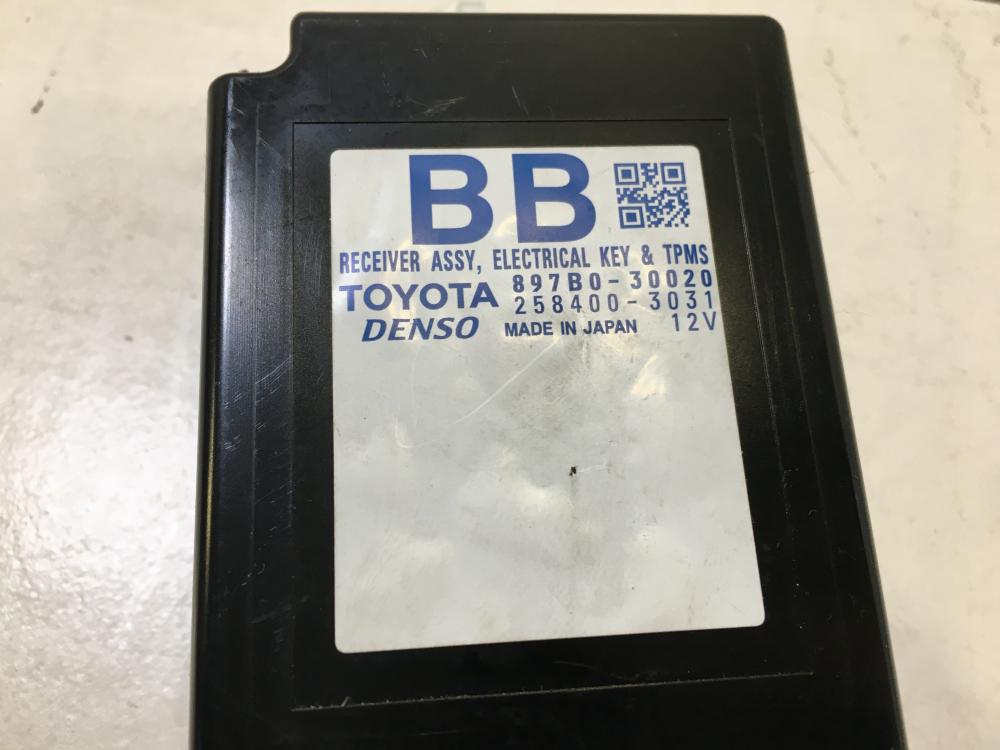 BB
RECEIVER ASSY, ELECTRICAL KEY & TPMS
TOYOTA 897B0-30020
258400-3031
DENSO MADE IN JAPAN 12V